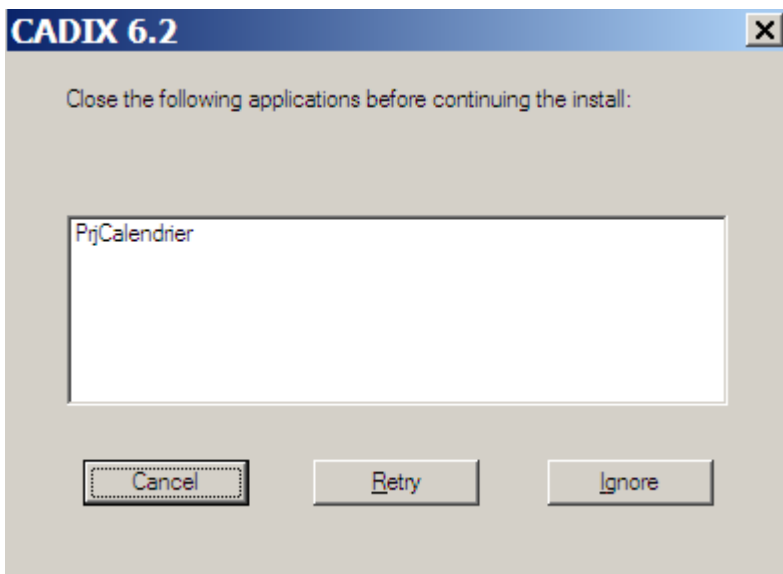 CADIX 6.2
Close the following applications before continuing the install:
PrjCalendrier
Cancel Retry Ignore